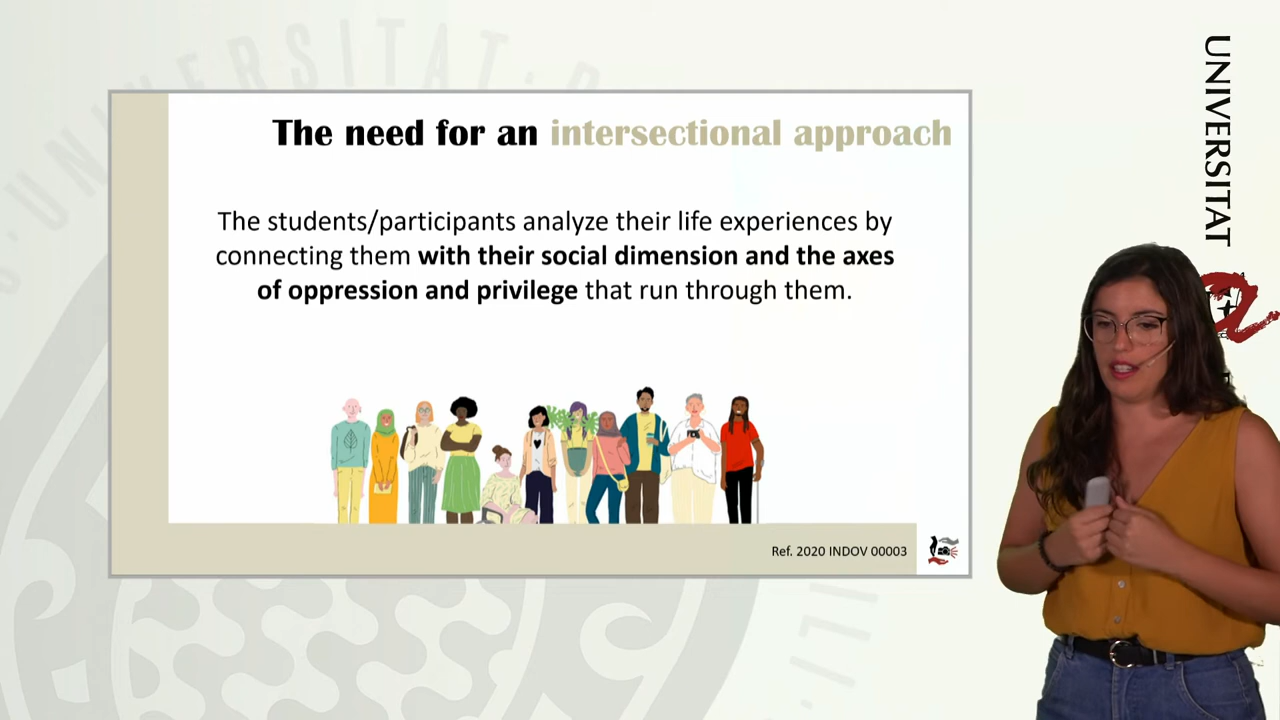 The need for an intersectional approach
The students/participants analyze their life experiences by
connecting them with their social dimension and the axes
of oppression and privilege that run through them.
Ref. 2020 INDOV 00003
UNIVERSITAT
UNIVERSITAT